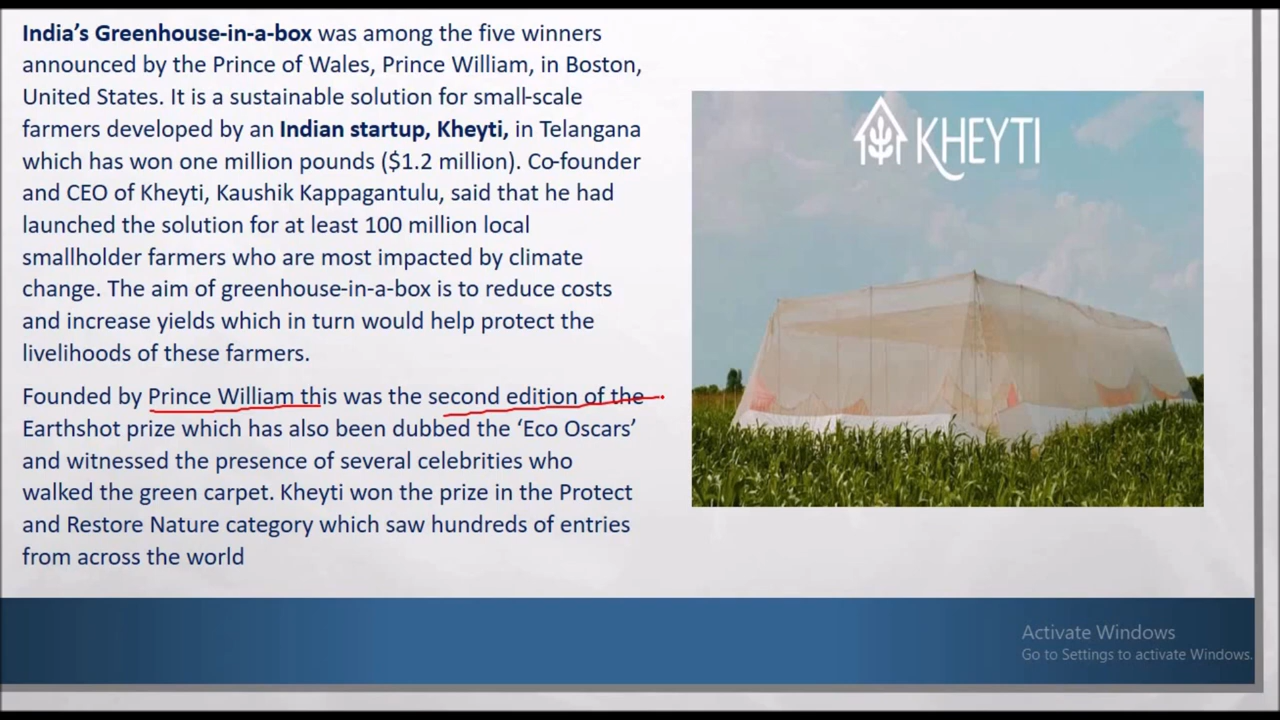 India’s Greenhouse-in-a-box was among the five winners
announced by the Prince of Wales, Prince William, in Boston,
United States. It is a sustainable solution for small-scale
farmers developed by an Indian startup, Kheyti, in Telangana
which has won one million pounds ($1.2 million). Co-founder
and CEO of Kheyti, Kaushik Kappagantulu, said that he had
launched the solution for at least 100 million local
smallholder farmers who are most impacted by climate
change. The aim of greenhouse-in-a-box is to reduce costs
and increase yields which in turn would help protect the
livelihoods of these farmers.
Founded by Prince William this was the second edition of the
Earthshot prize which has also been dubbed the ‘Eco Oscars’
and witnessed the presence of several celebrities who
walked the green carpet. Kheyti won the prize in the Protect
and Restore Nature category which saw hundreds of entries
from across the world
KHEYTI
Activate Windows
Go to Settings to activate Windows.